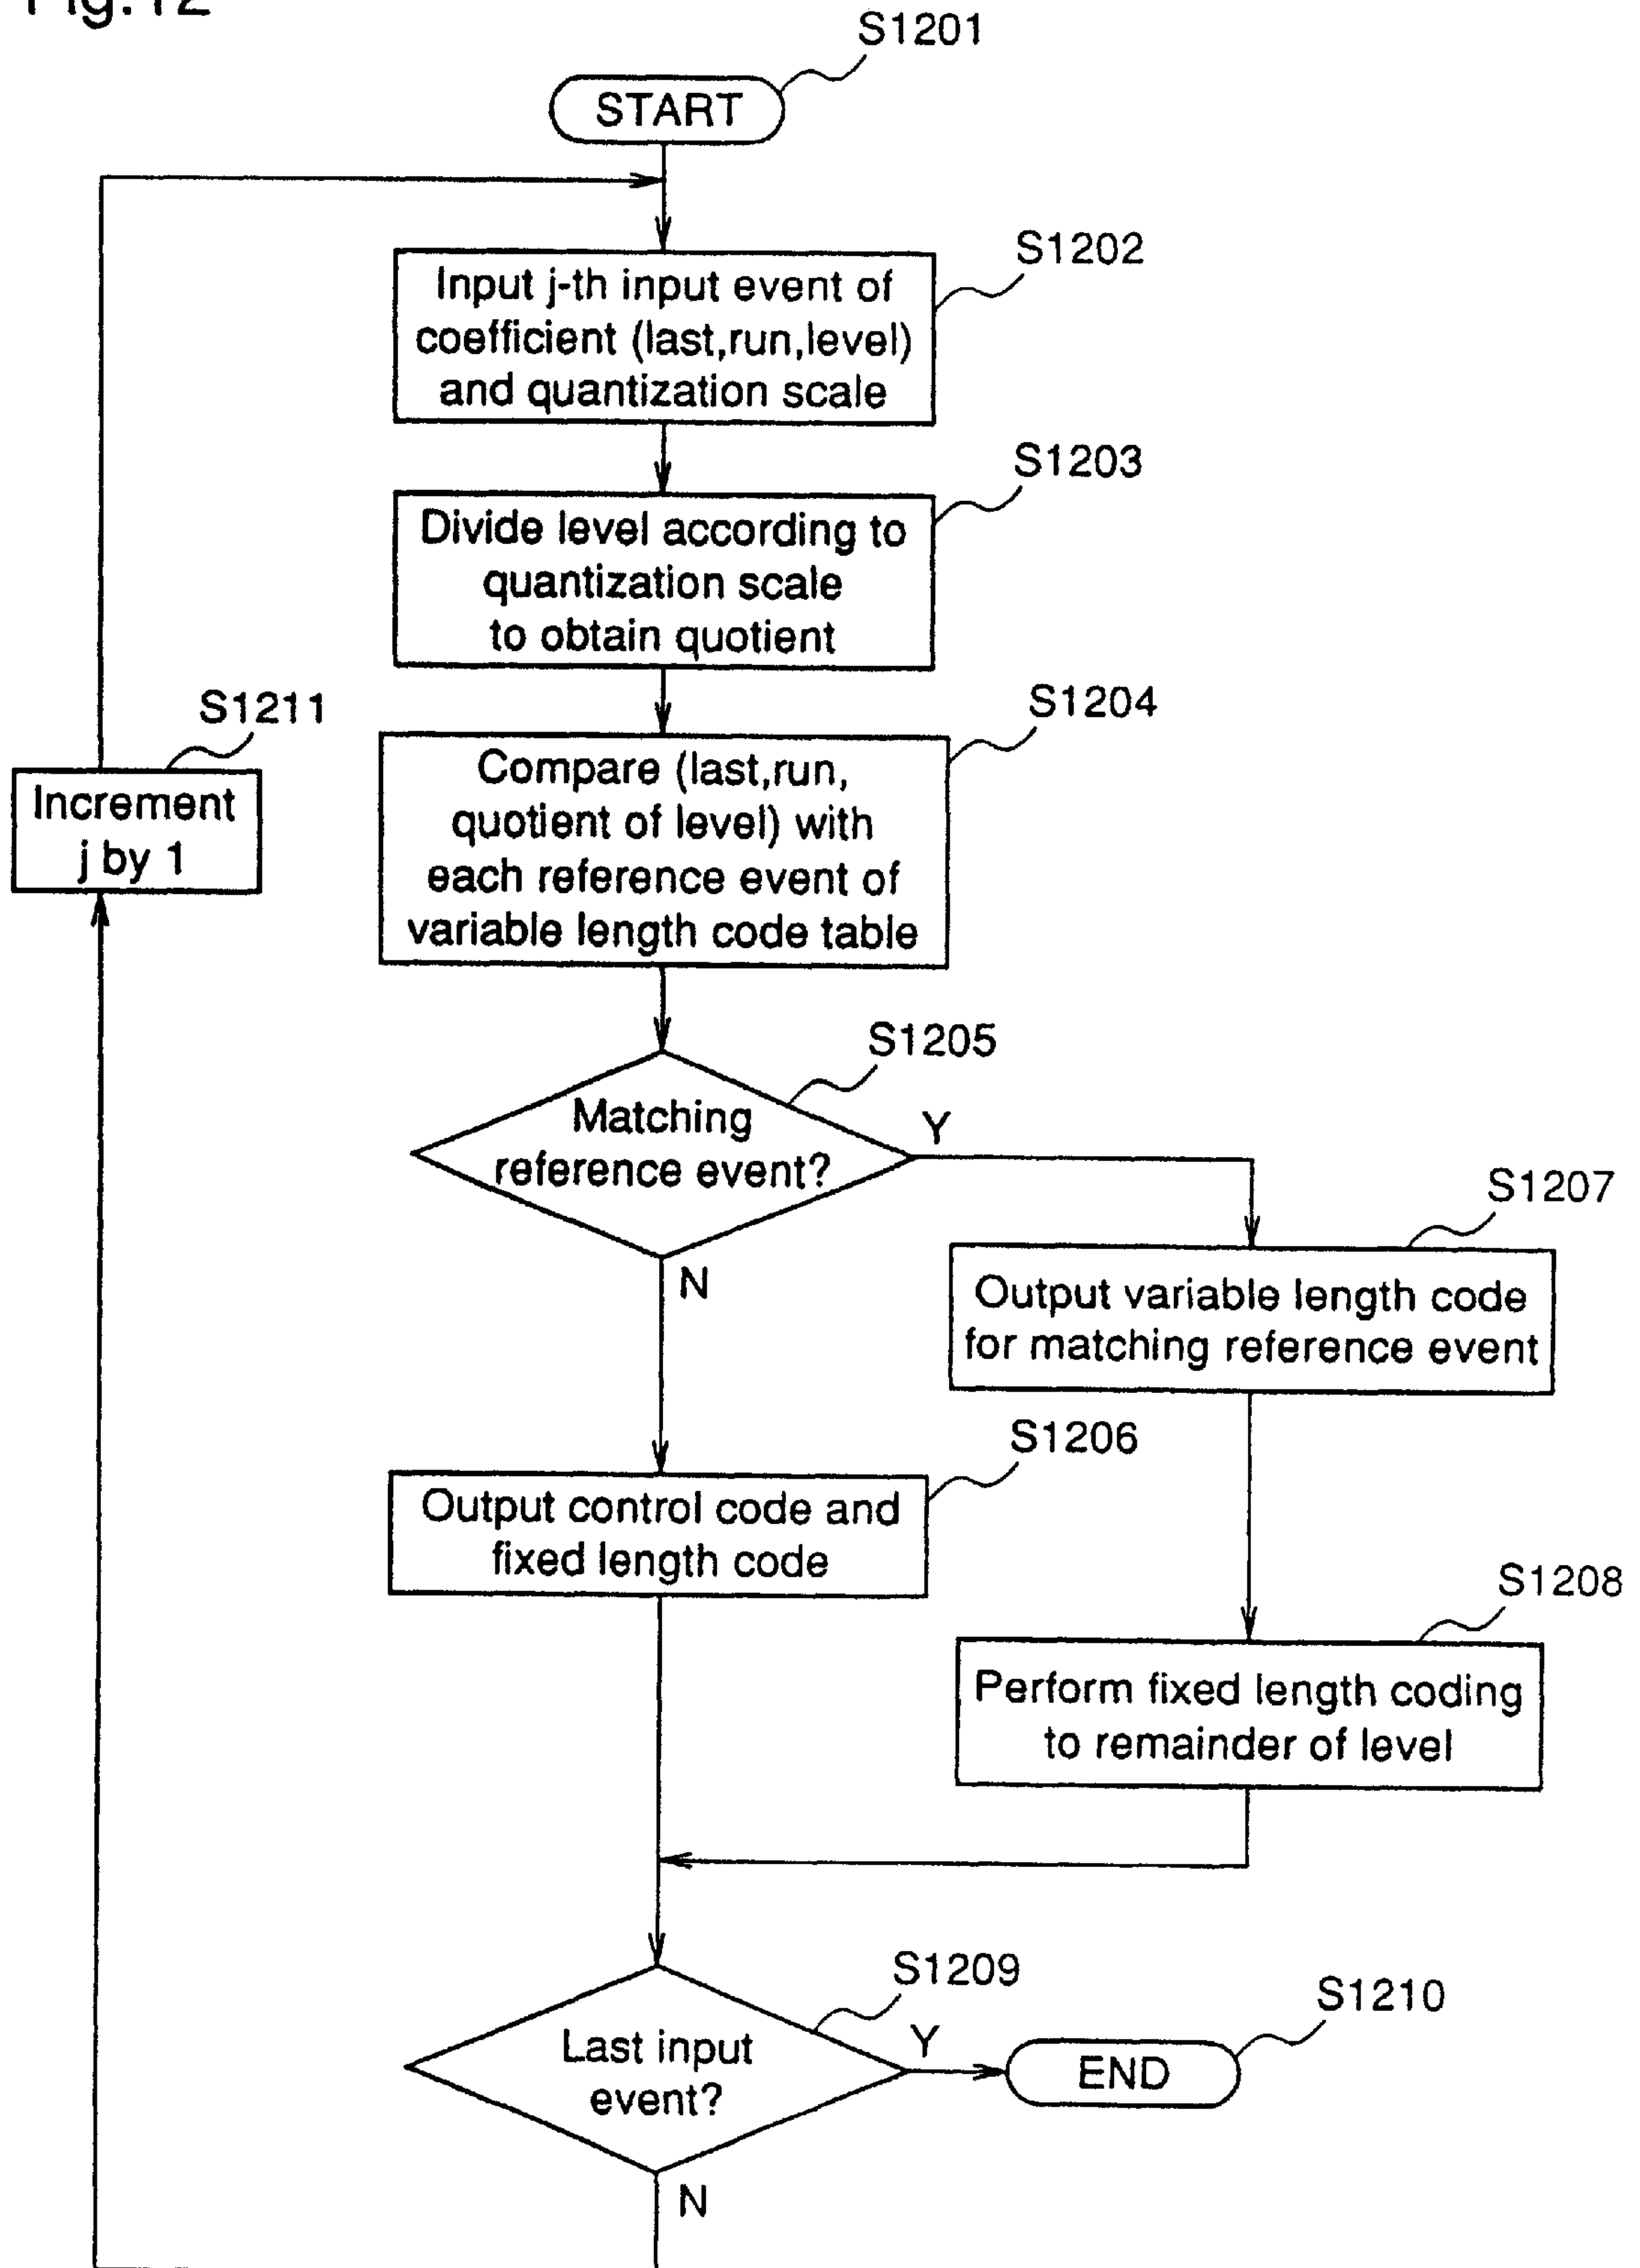 Fig.12
S1201
START
S1202
Input j-th input event of
coefficient (last,run,level)
and quantization scale
S1203
Divide level according to
quantization scale
to obtain quotient
S1211
Increment
j by 1
S1204
Compare (last,run,
quotient of level) with
each reference event of
variable length code table
S1205
Matching
reference event?
Y
N
S1207
Output variable length code
for matching reference event
S1206
Output control code and
fixed length code
S1208
Perform fixed length coding
to remainder of level
S1209
Last input
event?
Y
S1210
END
N